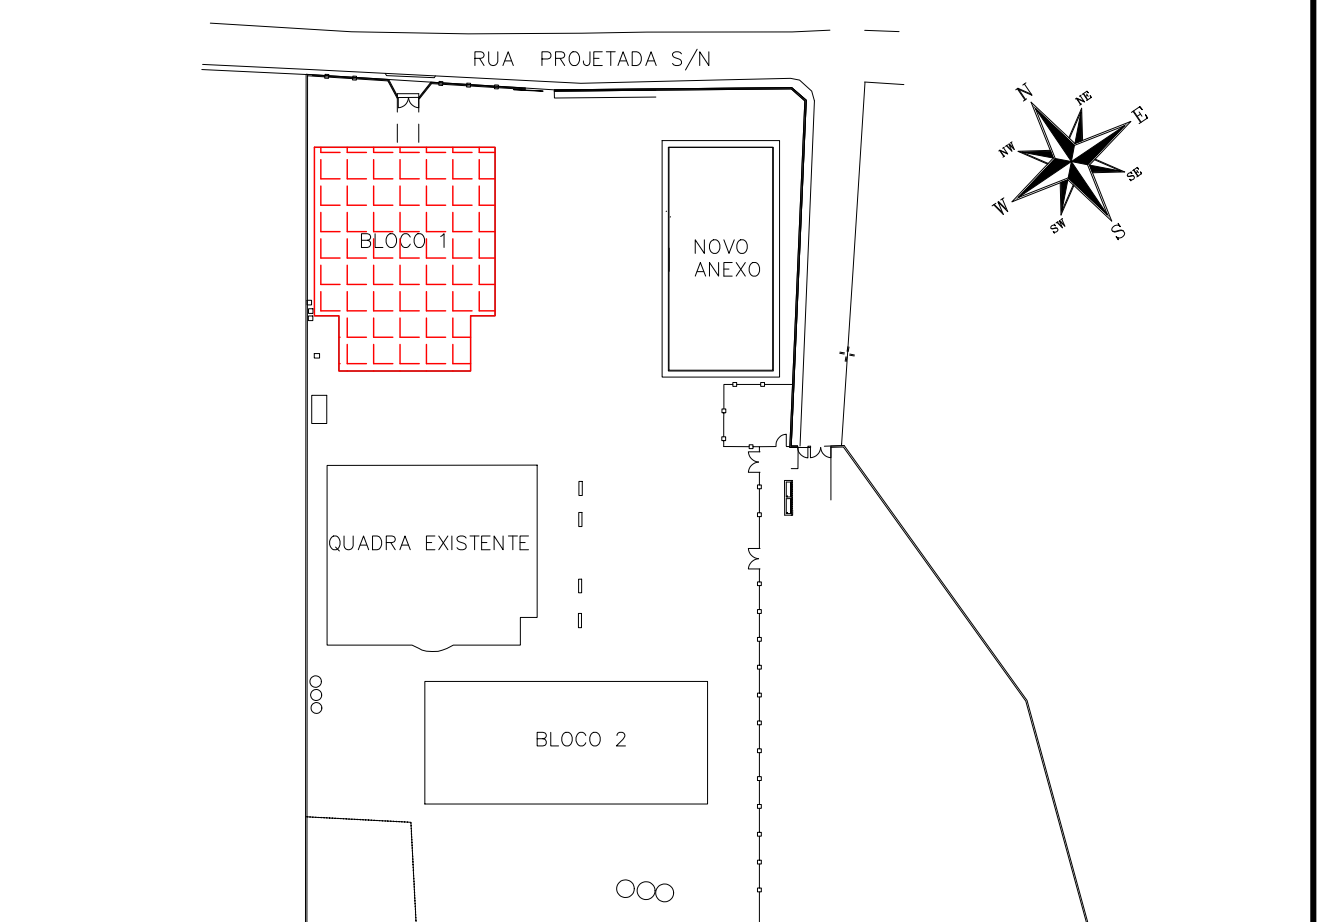 RUA PROJETADA S/N
N
NE
E
NW
SE
W
SW
S
BLOCO 1
NOVO
ANEXO
QUADRA EXISTENTE
BLOCO 2